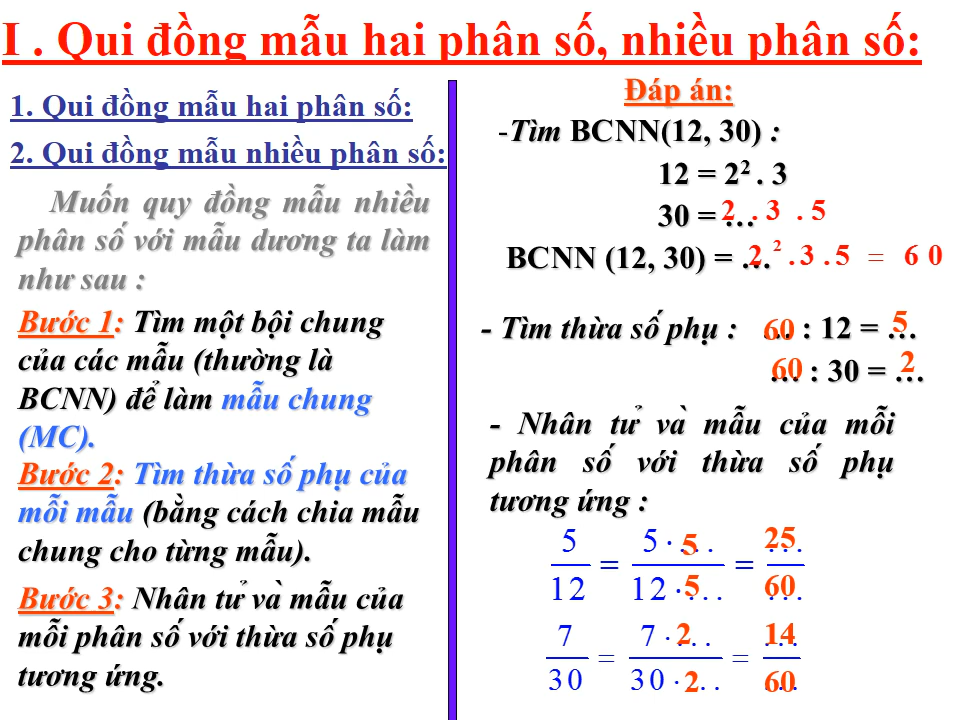 I . Qui đồng mẫu hai phân số, nhiều phân số:
1. Qui đồng mẫu hai phân số:
2. Qui đồng mẫu nhiều phân số:
Muốn quy đồng mẫu nhiều
phân số với mẫu dương ta làm
như sau :
Bước 1: Tìm một bội chung
của các mẫu (thường là
BCNN) để làm mẫu chung
(MC).
Bước 2: Tìm thừa số phụ của
mỗi mẫu (bằng cách chia mẫu
chung cho từng mẫu).
Bước 3: Nhân tử và mẫu của
mỗi phân số với thừa số phụ
tương ứng.
Đáp án:
-Tìm BCNN(12, 30) :
12 = 2² . 3
30 = …2 . 3 . 5
BCNN (12, 30) = …2² . 3 . 5 = 60
- Tìm thừa số phụ : …60 : 12 = …5
…60 : 30 = …2
- Nhân tử và mẫu của mỗi
phân số với thừa số phụ
tương ứng :
5/12 = 5 · 5/12 · 5 = 25/60
7/30 = 7 · 2/30 · 2 = 14/60